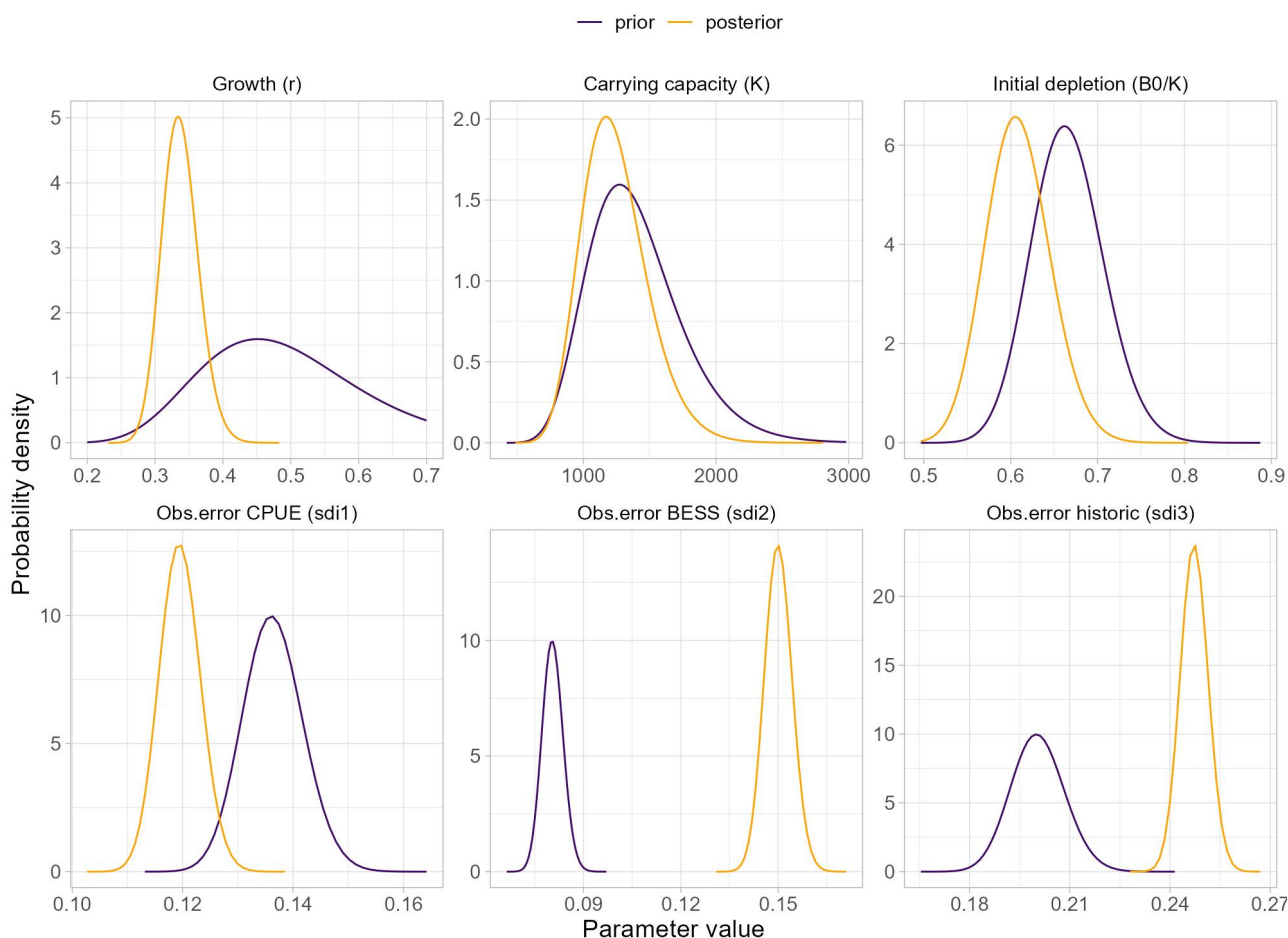 prior posterior
Growth (r)
Carrying capacity (K)
Initial depletion (B0/K)
5
4
3
2
1
0
0.2 0.3 0.4 0.5 0.6 0.7
2.0
1.5
1.0
0.5
0.0
1000 2000 3000
6
4
2
0
0.5 0.6 0.7 0.8 0.9
Probability density
Obs.error CPUE (sdi1)
Obs.error BESS (sdi2)
Obs.error historic (sdi3)
10
5
0
0.10 0.12 0.14 0.16
10
5
0
0.09 0.12 0.15
20
15
10
5
0
0.18 0.21 0.24 0.27
Parameter value